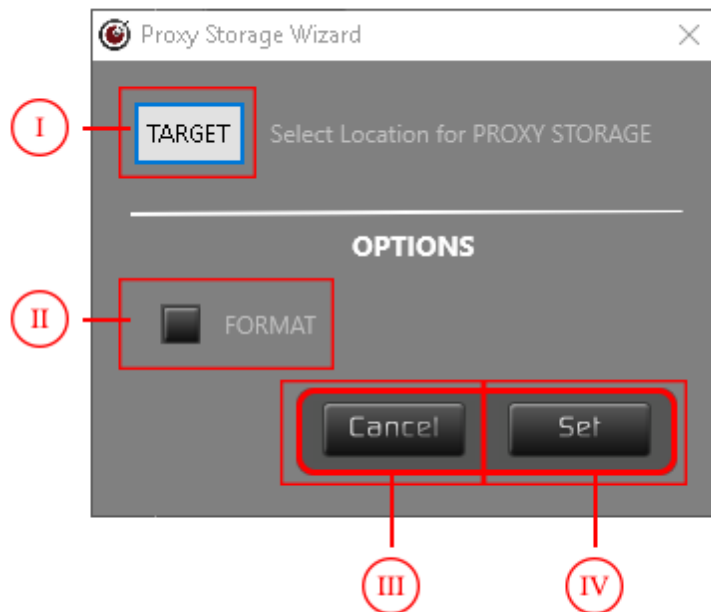 Proxy Storage Wizard
I
TARGET
Select Location for PROXY STORAGE
OPTIONS
II
FORMAT
Cancel
Set
III
IV